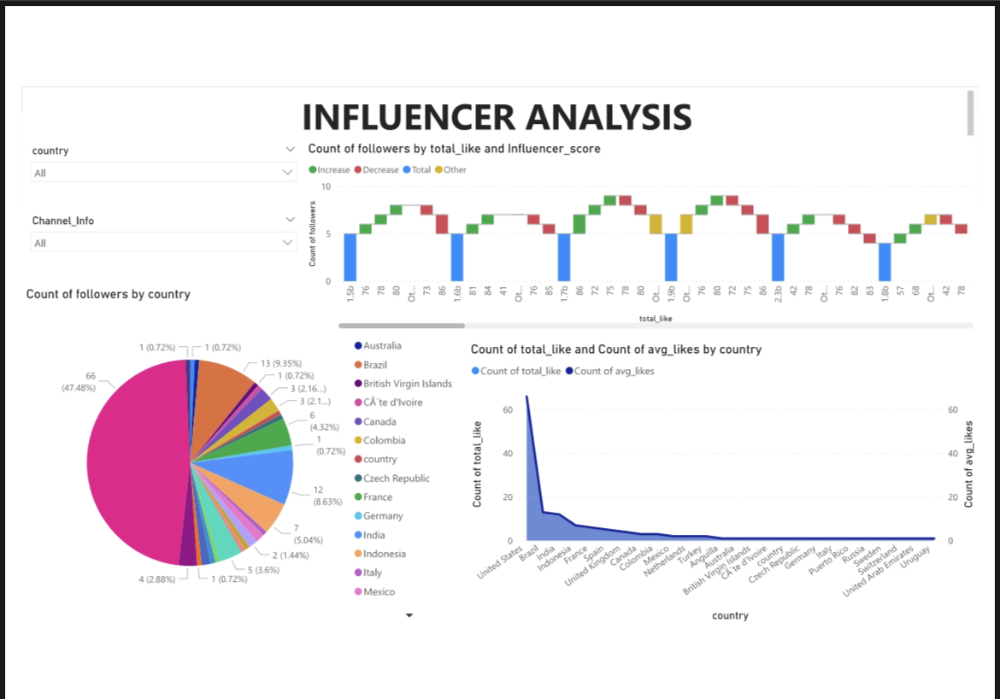 INFLUENCER ANALYSIS
country
All
Channel_Info
All
Count of followers by total_like and Influencer_score
Increase Decrease Total Other
Count of followers
10
5
0
1.5b 76 78 80 Ot... 73 86 1.6b 81 84 41 Ot... 76 85 1.7b 86 72 75 78 80 Ot... 1.9b Ot... 76 80 72 75 86 2.3b 42 78 Ot... 76 82 83 1.8b 57 68 Ot... 42 78
total_like
Count of followers by country
1 (0.72%) 1 (0.72%)
13 (9.35%)
1 (0.72%)
3 (2.16...)
3 (2.1...)
6
(4.32%)
1
(0.72%)
12
(8.63%)
7
(5.04%)
2 (1.44%)
5 (3.6%)
1 (0.72%)
4 (2.88%)
66
(47.48%)
Australia
Brazil
British Virgin Islands
CÃ´te d'Ivoire
Canada
Colombia
country
Czech Republic
France
Germany
India
Indonesia
Italy
Mexico
Count of total_like and Count of avg_likes by country
Count of total_like Count of avg_likes
Count of total_like
60
40
20
0
60
40
20
0
Count of avg_likes
United States
Brazil
India
Indonesia
France
Spain
United Kingdom
Canada
Colombia
Mexico
Netherlands
Turkey
Anguilla
Australia
British Virgin Islands
CÃ´te d'Ivoire
country
Czech Republic
Germany
Italy
Puerto Rico
Russia
Sweden
Switzerland
United Arab Emirates
Uruguay
country